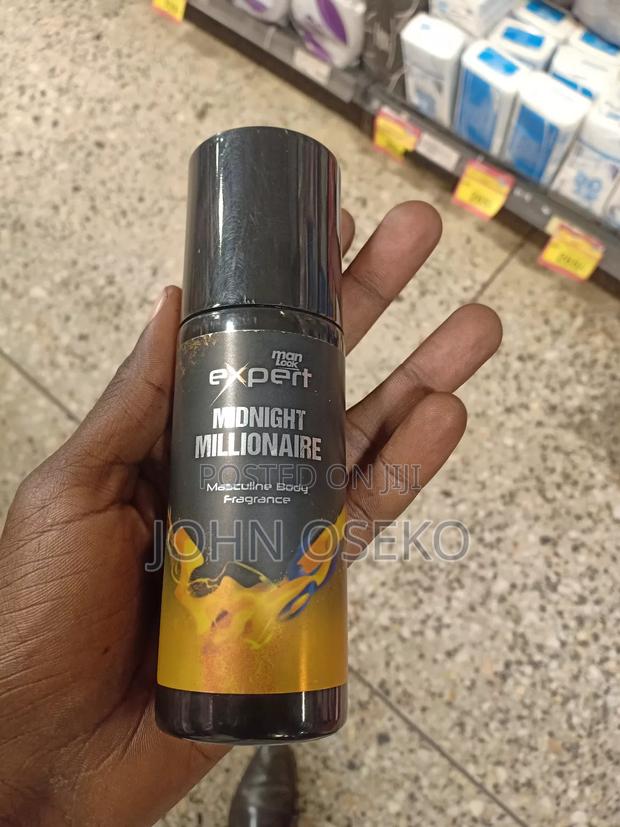 man
LOOK
eXpert
MIDNIGHT
MILLIONAIRE
POSTED ON JIJI
Masculine Body
Fragrance
JOHN OSEKO